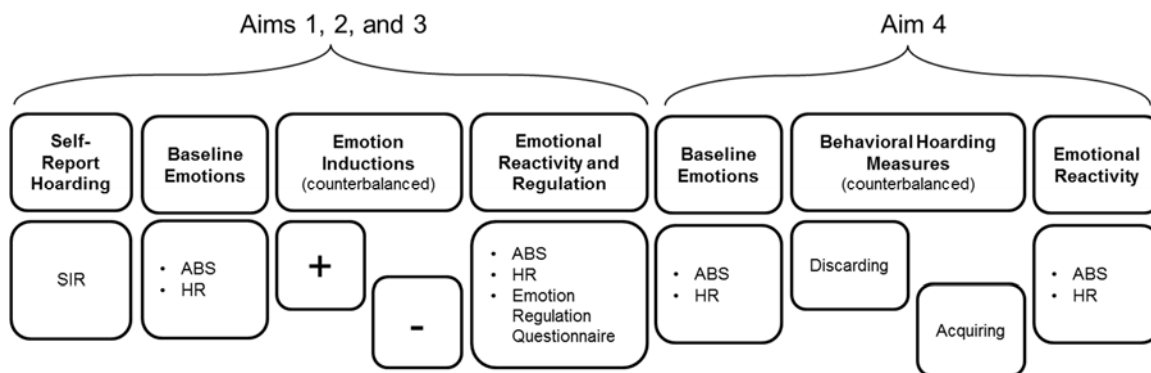 Aims 1, 2, and 3
Aim 4
Self-
Report
Hoarding
Baseline
Emotions
Emotion
Inductions
(counterbalanced)
Emotional
Reactivity and
Regulation
Baseline
Emotions
Behavioral Hoarding
Measures
(counterbalanced)
Emotional
Reactivity
SIR
• ABS
• HR
+
-
• ABS
• HR
• Emotion
Regulation
Questionnaire
• ABS
• HR
Discarding
Acquiring
• ABS
• HR